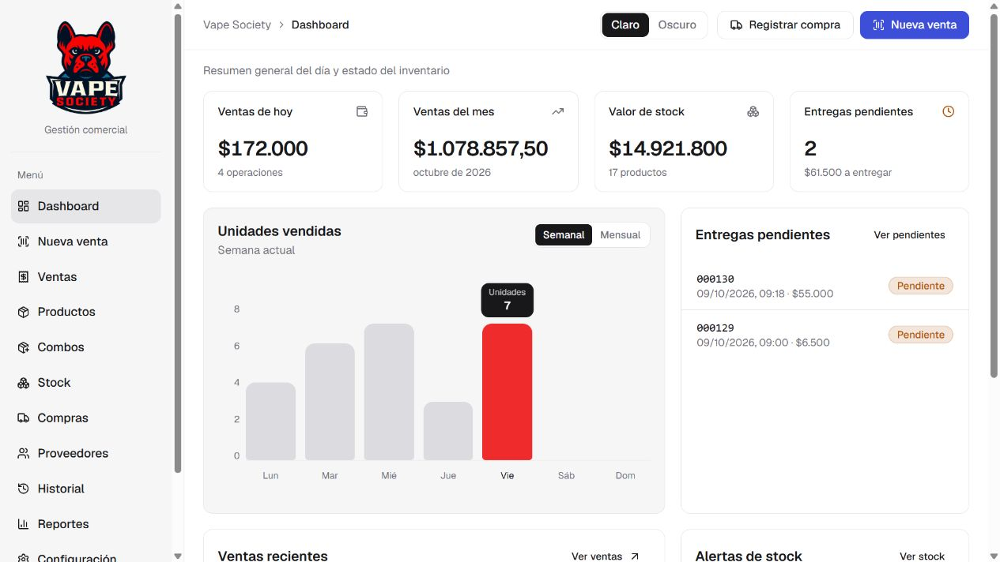 VAPE
SOCIETY
Gestión comercial
Menú
Dashboard
Nueva venta
Ventas
Productos
Combos
Stock
Compras
Proveedores
Historial
Reportes
Configuración
Vape Society > Dashboard
Claro Oscuro
Registrar compra
Nueva venta
Resumen general del día y estado del inventario
Ventas de hoy
$172.000
4 operaciones
Ventas del mes
$1.078.857,50
octubre de 2026
Valor de stock
$14.921.800
17 productos
Entregas pendientes
2
$61.500 a entregar
Unidades vendidas
Semana actual
Semanal Mensual
Unidades
7
8
6
4
2
0
Lun Mar Mié Jue Vie Sáb Dom
Entregas pendientes
Ver pendientes
000130
09/10/2026, 09:18 · $55.000
Pendiente
000129
09/10/2026, 09:00 · $6.500
Pendiente
Ventas recientes
Ver ventas
Alertas de stock
Ver stock